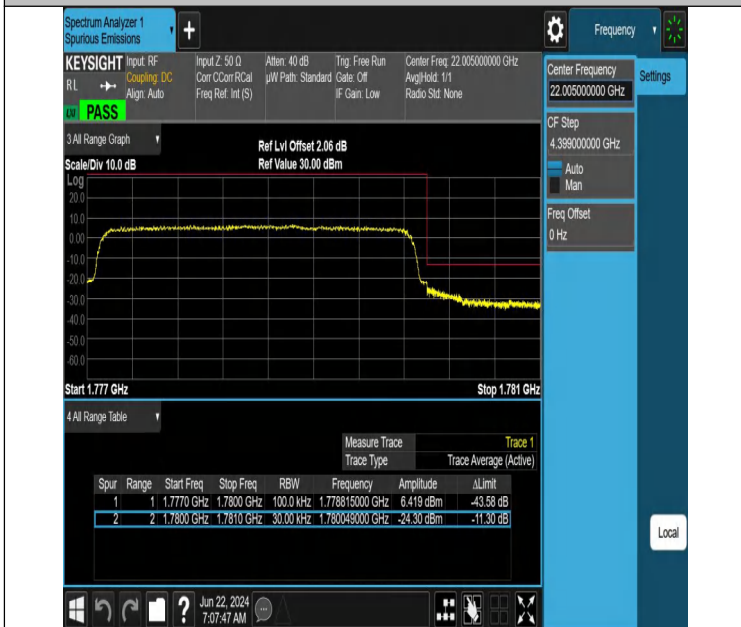 Spectrum Analyzer 1
Spurious Emissions
+
Frequency
KEYSIGHT
RL
Input: RF
Coupling: DC
Align: Auto
Input Z: 50 Ω
Corr CCorr RCal
Freq Ref: Int (S)
Atten: 40 dB
µW Path: Standard
Trig: Free Run
Gate: Off
IF Gain: Low
Center Freq: 22.005000000 GHz
Avg|Hold: 1/1
Radio Std: None
PASS
Center Frequency
22.005000000 GHz
Settings
CF Step
4.399000000 GHz
Auto
Man
Freq Offset
0 Hz
3 All Range Graph
Scale/Div 10.0 dB
Ref Lvl Offset 2.06 dB
Ref Value 30.00 dBm
Log
20.0
10.0
0.00
-10.0
-20.0
-30.0
-40.0
-50.0
-60.0
Start 1.777 GHz
Stop 1.781 GHz
4 All Range Table
Measure Trace Trace 1
Trace Type Trace Average (Active)
Spur Range Start Freq Stop Freq RBW Frequency Amplitude ΔLimit
1 1 1.7770 GHz 1.7800 GHz 100.0 kHz 1.778815000 GHz 6.419 dBm -43.58 dB
2 2 1.7800 GHz 1.7810 GHz 30.00 kHz 1.780049000 GHz -24.30 dBm -11.30 dB
Local
?
Jun 22, 2024
7:07:47 AM